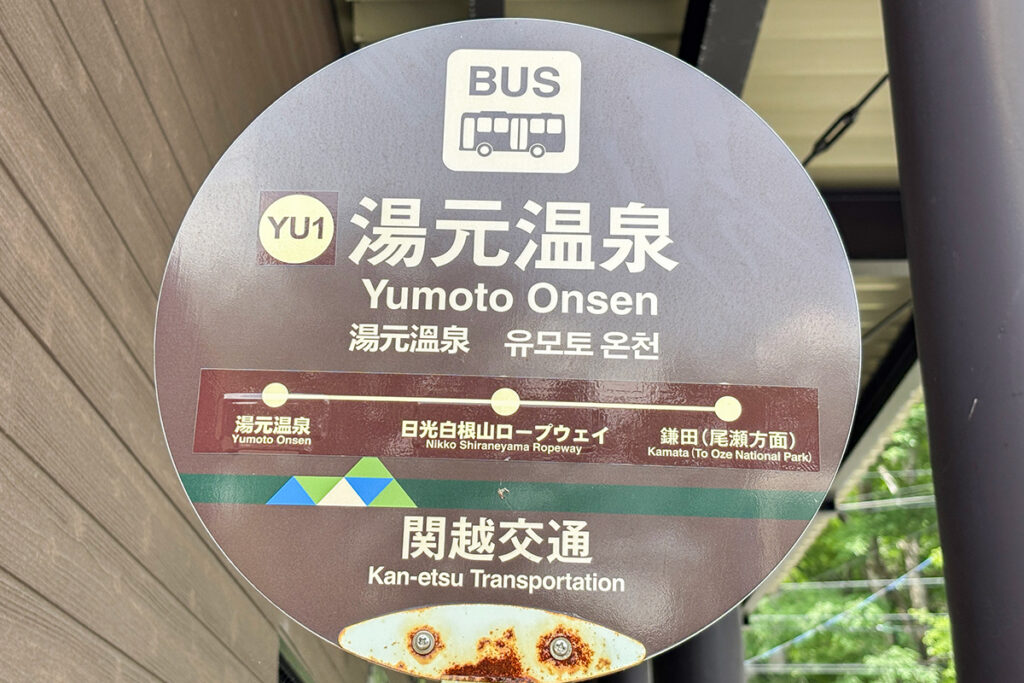 BUS
YU1 湯元温泉
Yumoto Onsen
湯元溫泉 유모토 온천
湯元温泉 日光白根山ロープウェイ 鎌田(尾瀬方面)
Yumoto Onsen Nikko Shiraneyama Ropeway Kamata (To Oze National Park)
関越交通
Kan-etsu Transportation